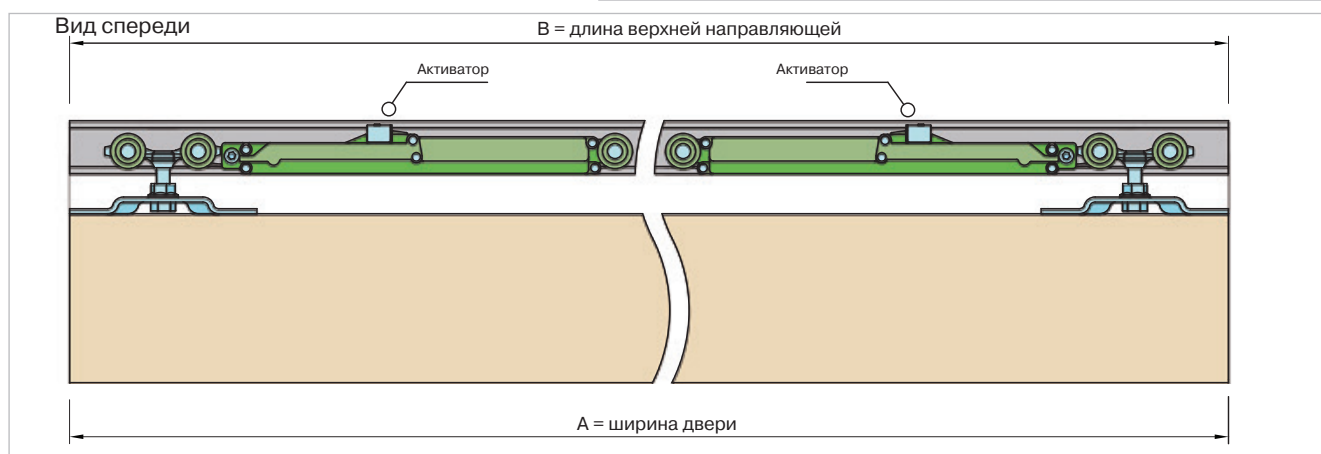 Вид спереди
B = длина верхней направляющей
Активатор
Активатор
A = ширина двери